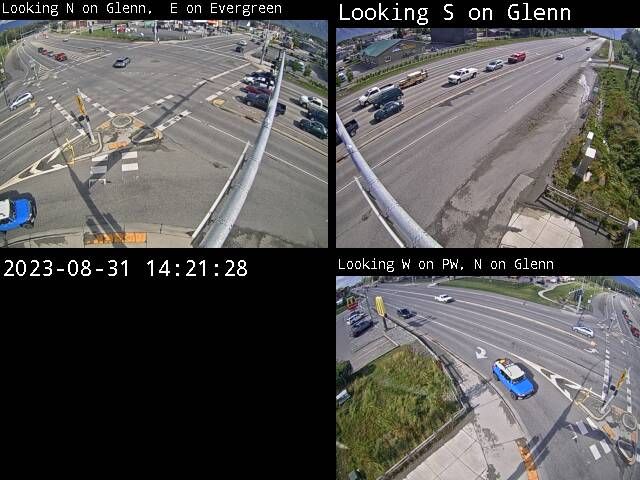 Looking N on Glenn,  E on Evergreen
Looking S on Glenn
2023-08-31 14:21:28
Looking W on PW, N on Glenn